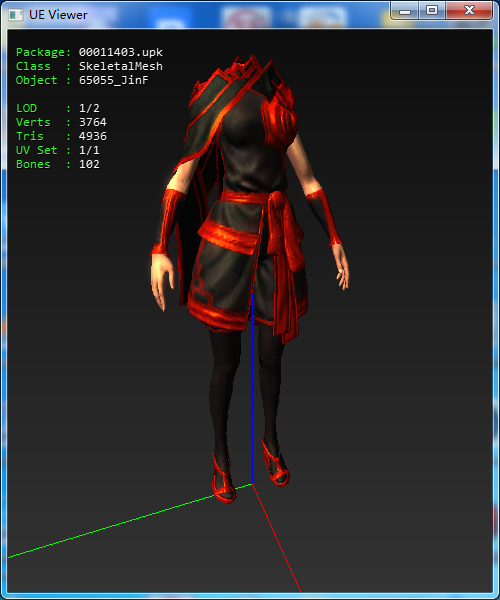 UE Viewer
Package: 00011403.upk
Class : SkeletalMesh
Object : 65055_JinF
LOD : 1/2
Verts : 3764
Tris : 4936
UV Set : 1/1
Bones : 102